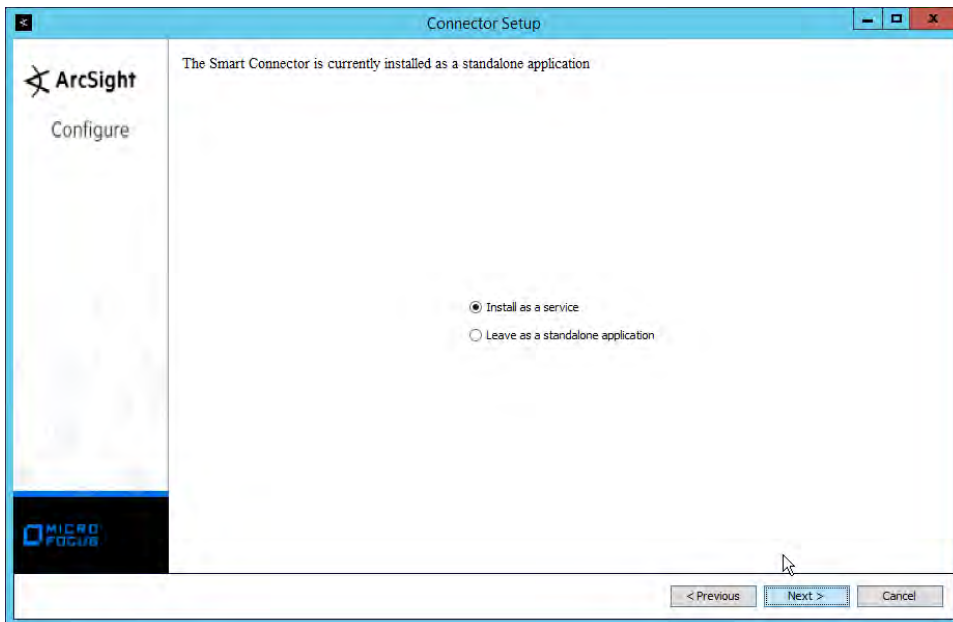 Connector Setup
ArcSight
Configure
The Smart Connector is currently installed as a standalone application
Install as a service
Leave as a standalone application
MICRO
FOCUS
< Previous
Next >
Cancel